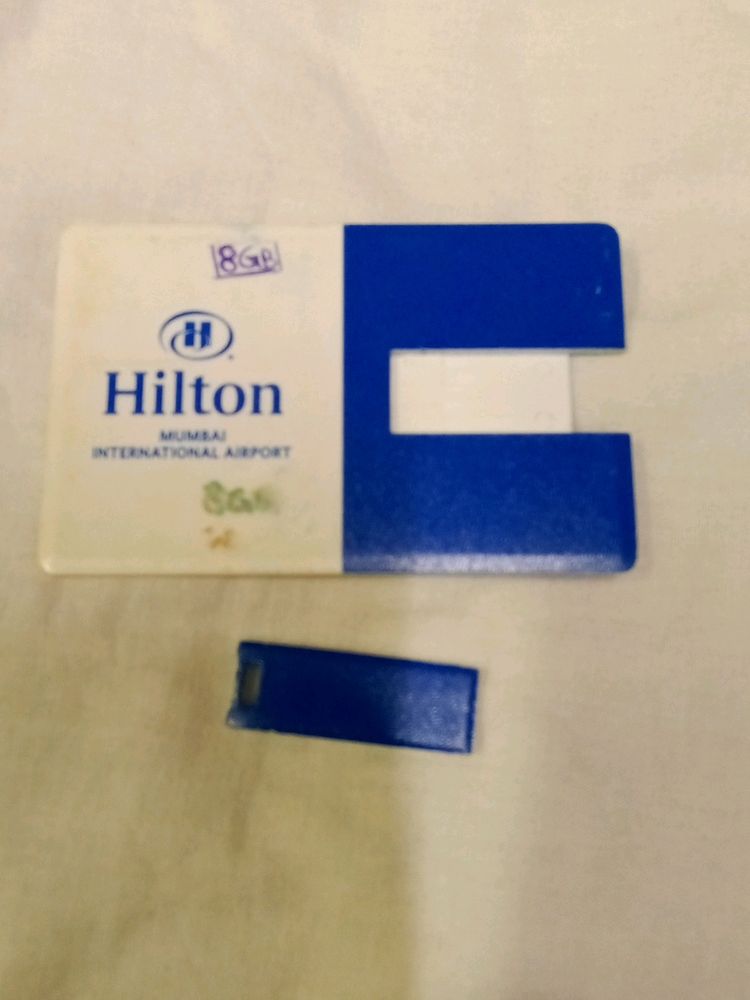 8GB
H
Hilton
MUMBAI
INTERNATIONAL AIRPORT